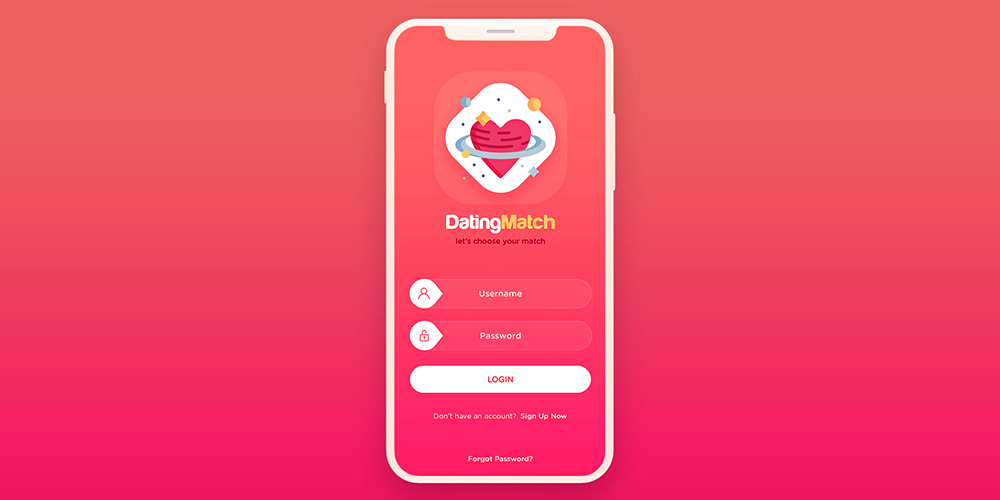 DatingMatch
let's choose your match
Username
Password
LOGIN
Don't have an account? Sign Up Now
Forgot Password?